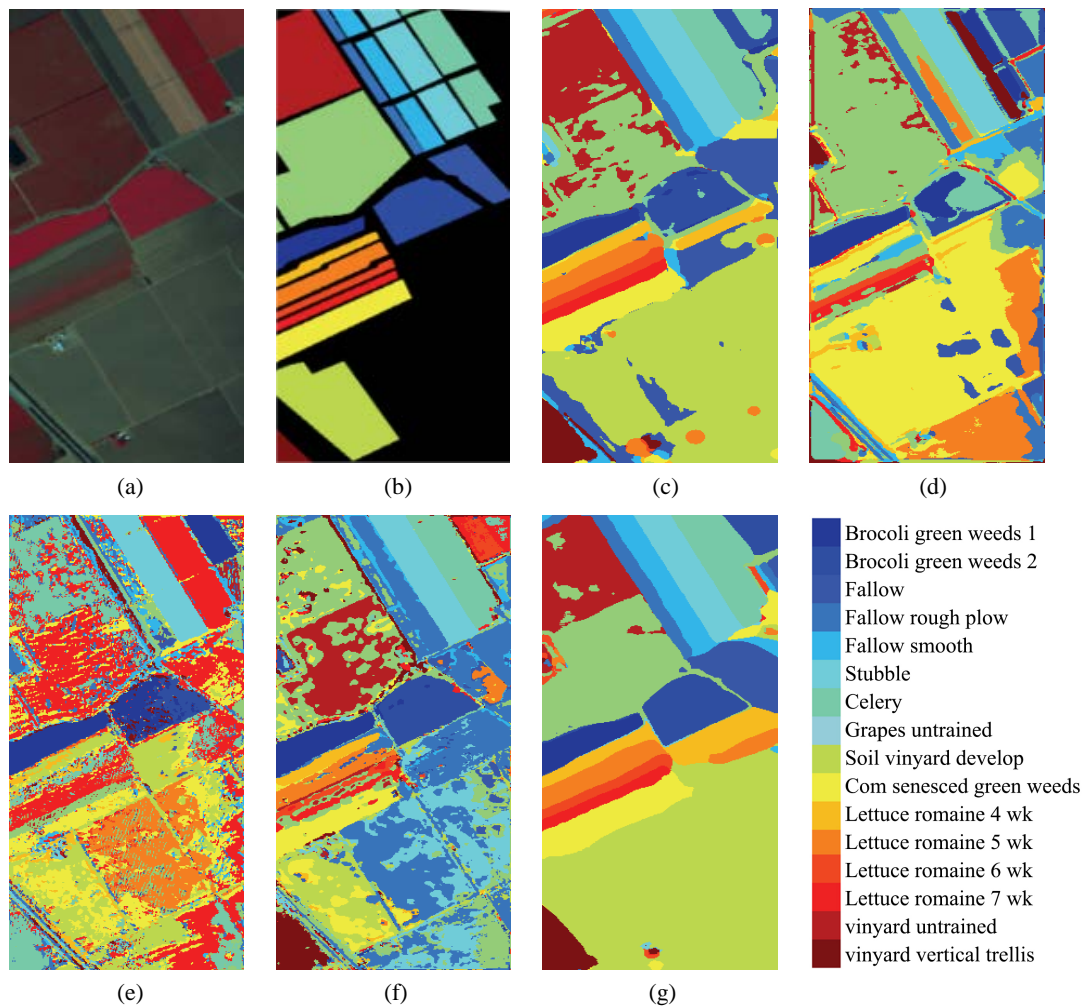 (a)
(b)
(c)
(d)
Brocoli green weeds 1
Brocoli green weeds 2
Fallow
Fallow rough plow
Fallow smooth
Stubble
Celery
Grapes untrained
Soil vinyard develop
Com senesced green weeds
Lettuce romaine 4 wk
Lettuce romaine 5 wk
Lettuce romaine 6 wk
Lettuce romaine 7 wk
vinyard untrained
vinyard vertical trellis
(e)
(f)
(g)